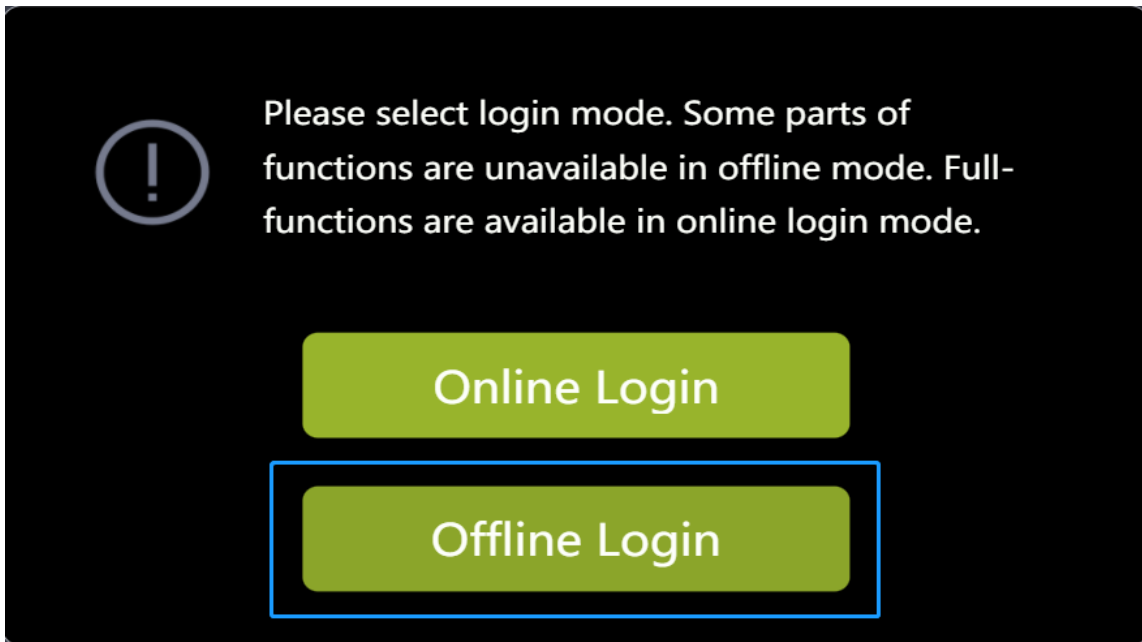 Please select login mode. Some parts of
functions are unavailable in offline mode. Full-
functions are available in online login mode.
Online Login
Offline Login